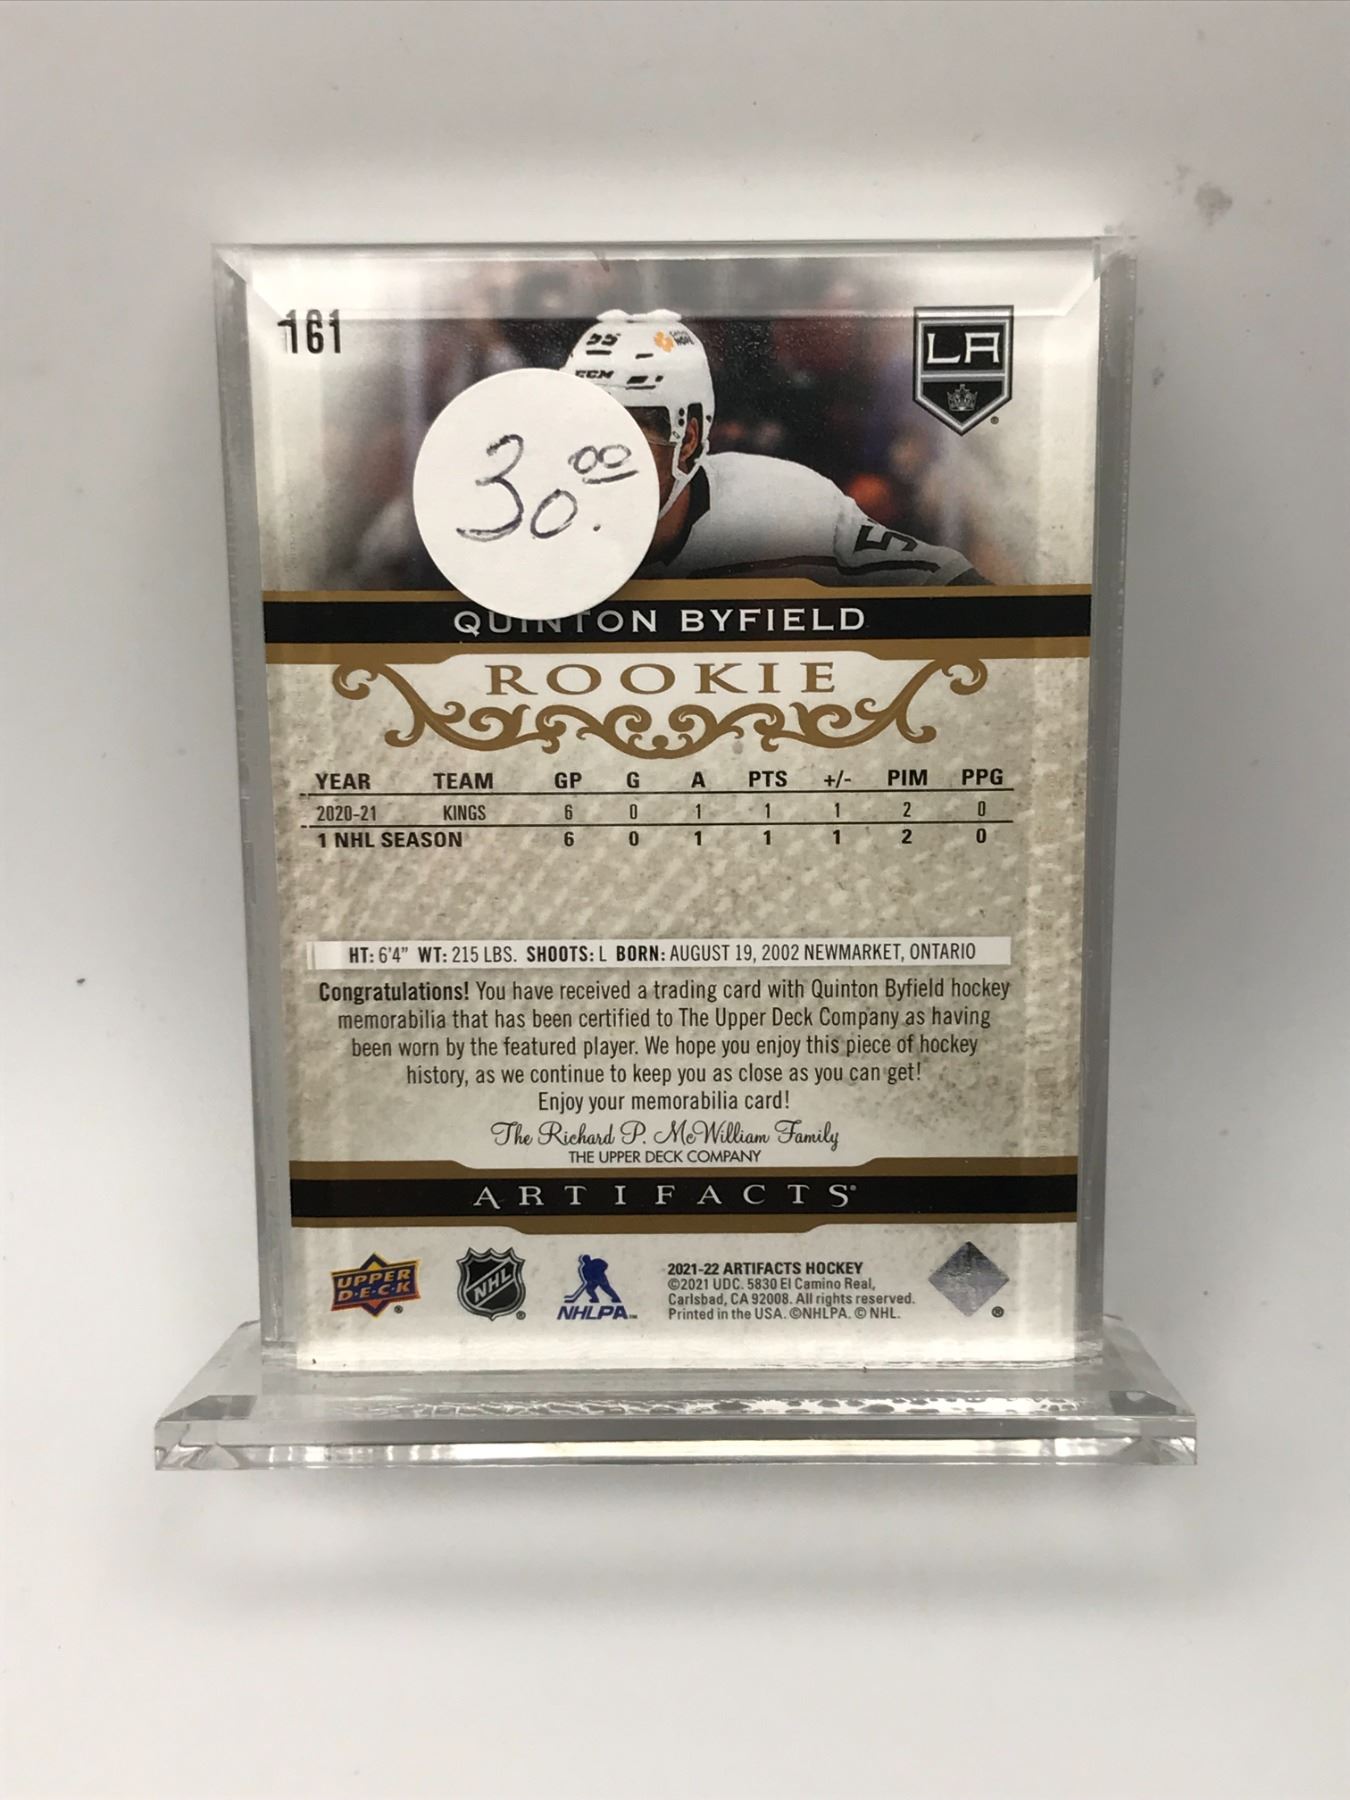 161
LA
55
CCM
30.00
5
QUINTON BYFIELD
ROOKIE
YEAR TEAM GP G A PTS +/- PIM PPG
2020-21 KINGS 6 0 1 1 1 2 0
1 NHL SEASON 6 0 1 1 1 2 0
HT: 6'4" WT: 215 LBS. SHOOTS: L BORN: AUGUST 19, 2002 NEWMARKET, ONTARIO
Congratulations! You have received a trading card with Quinton Byfield hockey
memorabilia that has been certified to The Upper Deck Company as having
been worn by the featured player. We hope you enjoy this piece of hockey
history, as we continue to keep you as close as you can get!
Enjoy your memorabilia card!
The Richard P. McWilliam Family
THE UPPER DECK COMPANY
ARTIFACTS®
UPPER
D·E·C·K ®
NHL ®
NHLPA™
2021-22 ARTIFACTS HOCKEY
©2021 UDC. 5830 El Camino Real,
Carlsbad, CA 92008. All rights reserved.
Printed in the USA. ©NHLPA. © NHL.
®